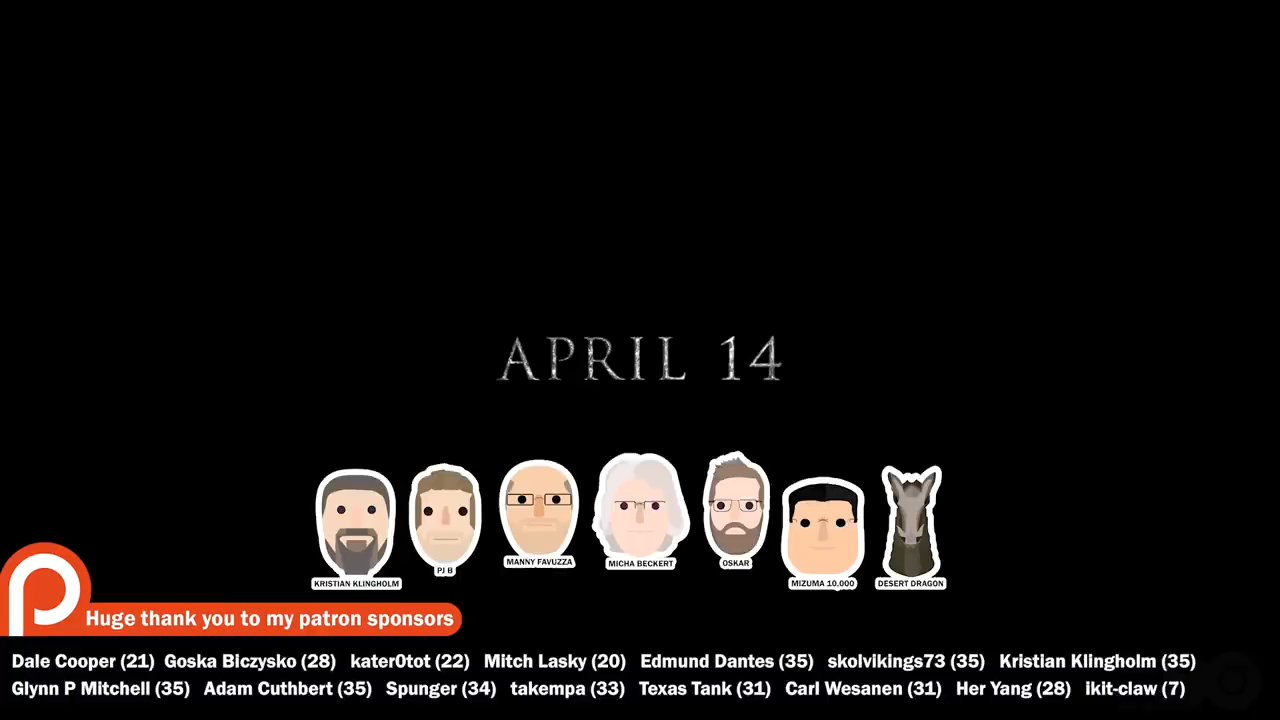 APRIL 14
KRISTIAN KLINGHOLM
PJ B
MANNY FAVUZZA
MICHA BECKERT
OSKAR
MIZUMA 10,000
DESERT DRAGON
Huge thank you to my patron sponsors
Dale Cooper (21) Goska BIczysko (28) kater0tot (22) Mitch Lasky (20) Edmund Dantes (35) skolvikings73 (35) Kristian Klingholm (35)
Glynn P Mitchell (35) Adam Cuthbert (35) Spunger (34) takempa (33) Texas Tank (31) Carl Wesanen (31) Her Yang (28) ikit-claw (7)